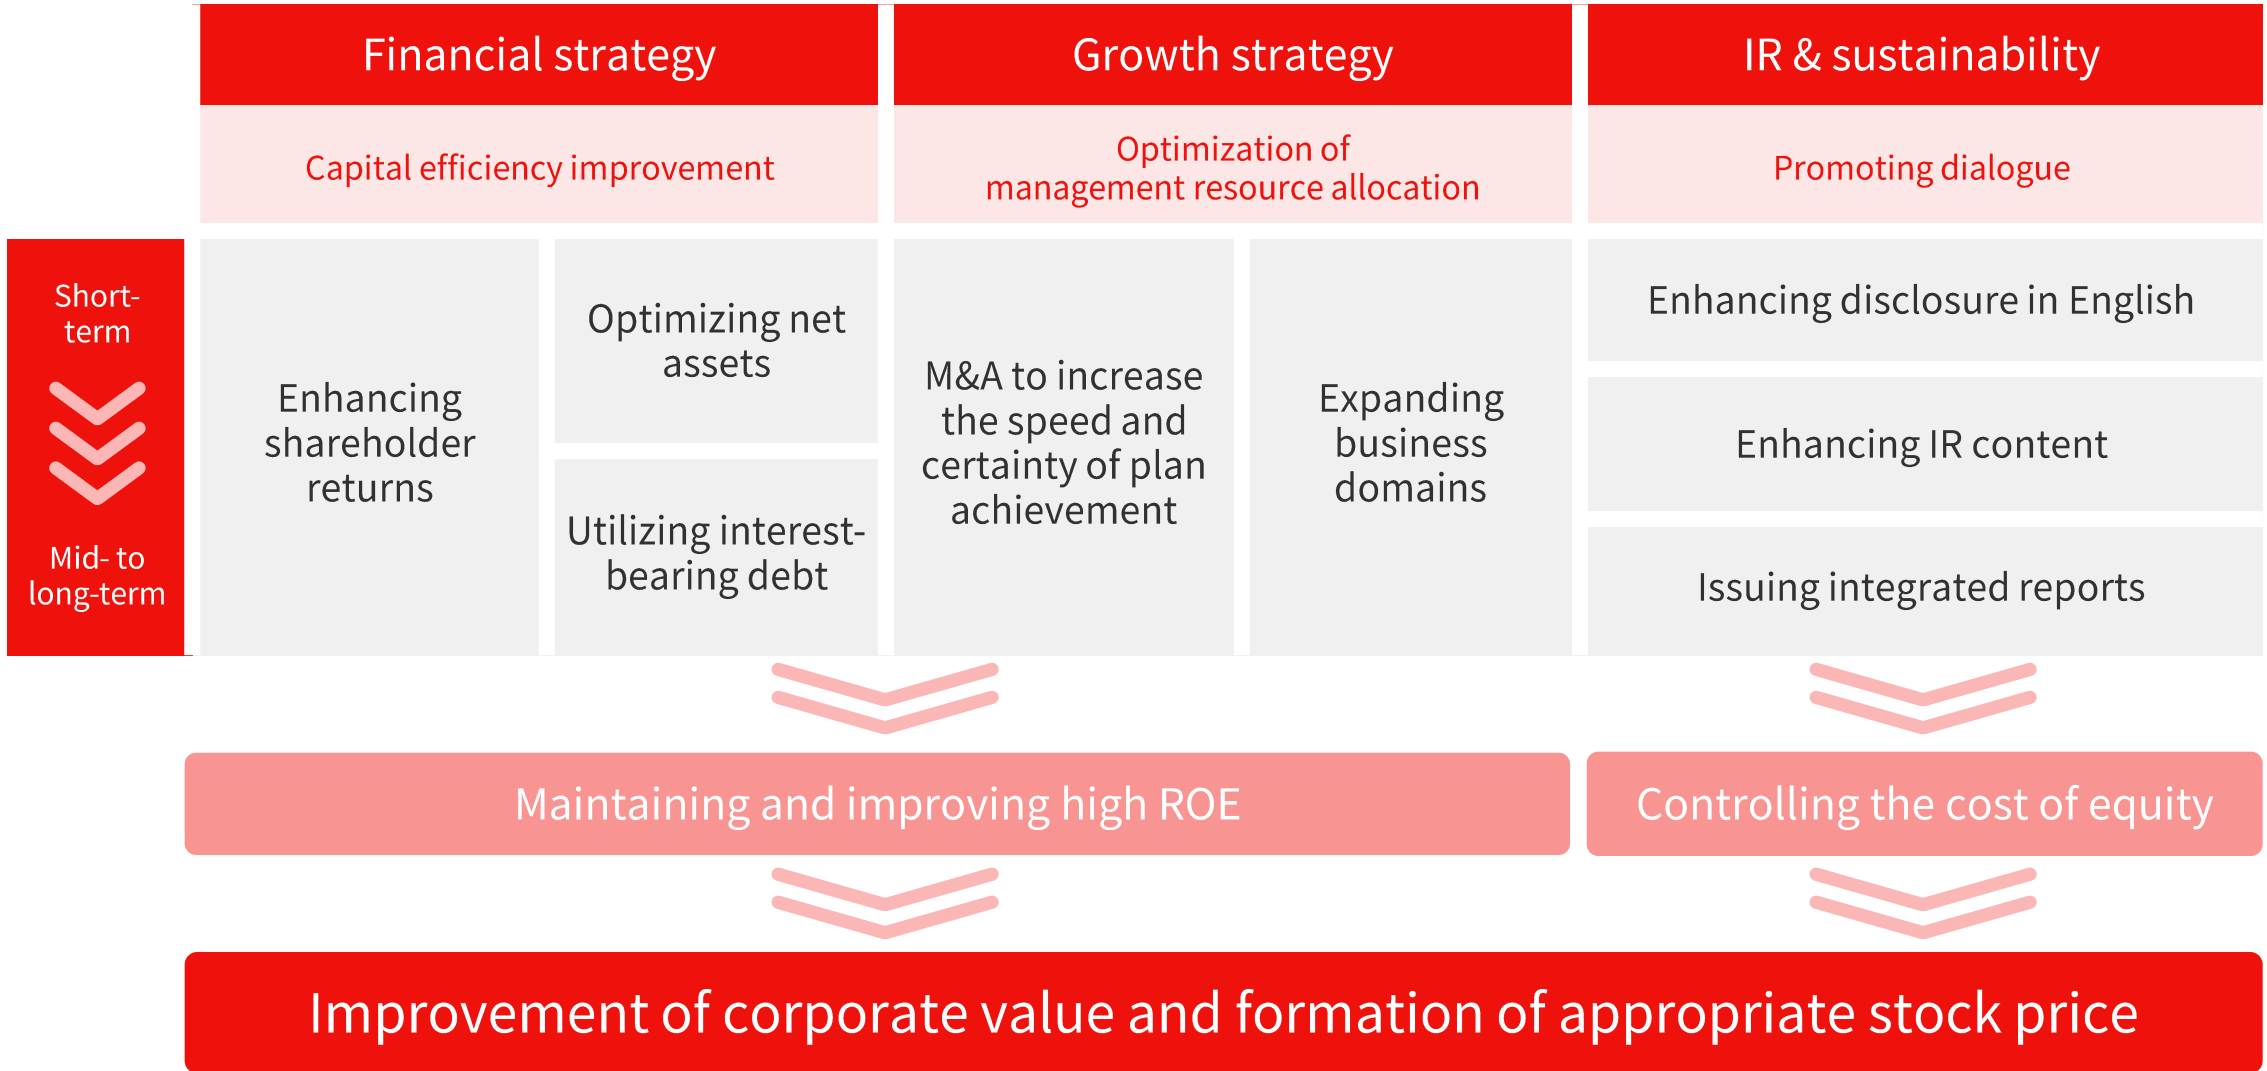 Financial strategy
Growth strategy
IR & sustainability
Capital efficiency improvement
Optimization of
management resource allocation
Promoting dialogue
Short-
term
Mid- to
long-term
Enhancing
shareholder
returns
Optimizing net
assets
Utilizing interest-
bearing debt
M&A to increase
the speed and
certainty of plan
achievement
Expanding
business
domains
Enhancing disclosure in English
Enhancing IR content
Issuing integrated reports
Maintaining and improving high ROE
Controlling the cost of equity
Improvement of corporate value and formation of appropriate stock price